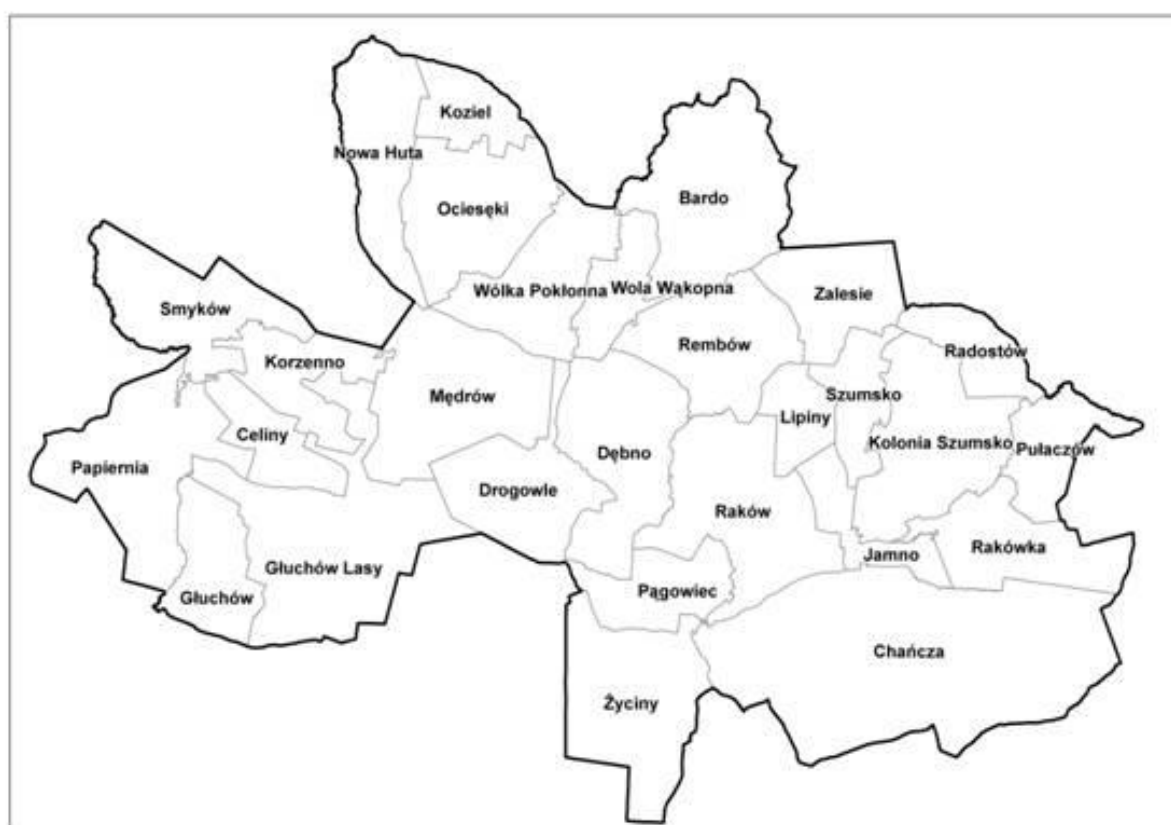 Koziel
Nowa Huta
Bardo
Ociesęki
Wólka Pokłonna
Wola Wąkopna
Zalesie
Smyków
Rembów
Radostów
Korzenno
Mędrów
Szumsko
Lipiny
Celiny
Kolonia Szumsko
Pułaczów
Papiernia
Dębno
Drogowle
Raków
Jamno
Rakówka
Głuchów Lasy
Głuchów
Pągowiec
Chańcza
Życiny